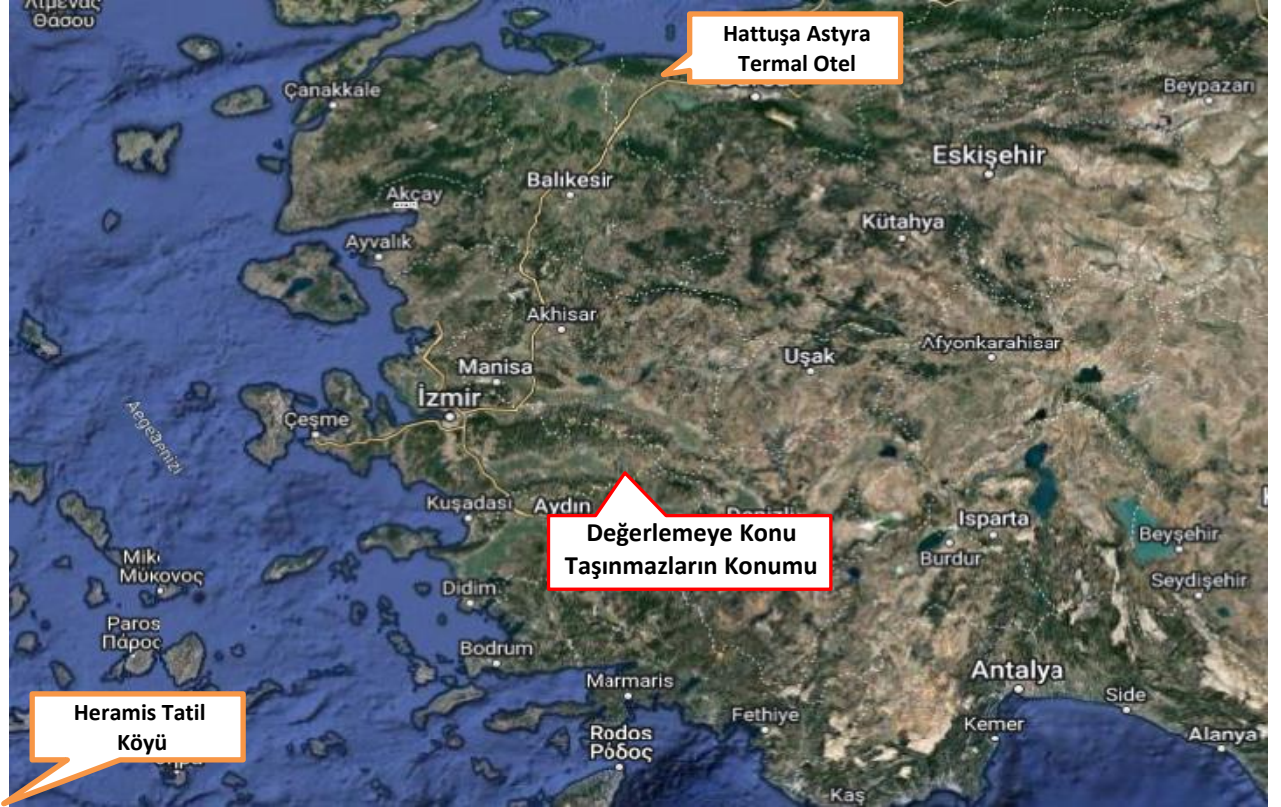 Λιμένας
Θάσου
Hattuşa Astyra
Termal Otel
Çanakkale
Beypazarı
Eskişehir
Balıkesir
Akçay
Kütahya
Ayvalık
Akhisar
Afyonkarahisar
Uşak
Manisa
İzmir
Çeşme
Kuşadası
Aydın
Isparta
Değerlemeye Konu
Taşınmazların Konumu
Burdur
Beyşehir
Seydişehir
Μύκονος
Didim
Paros
Πάρος
Bodrum
Antalya
Marmaris
Side
Heramis Tatil
Köyü
Fethiye
Kemer
Rodos
Ρόδος
Alanya
Kaş